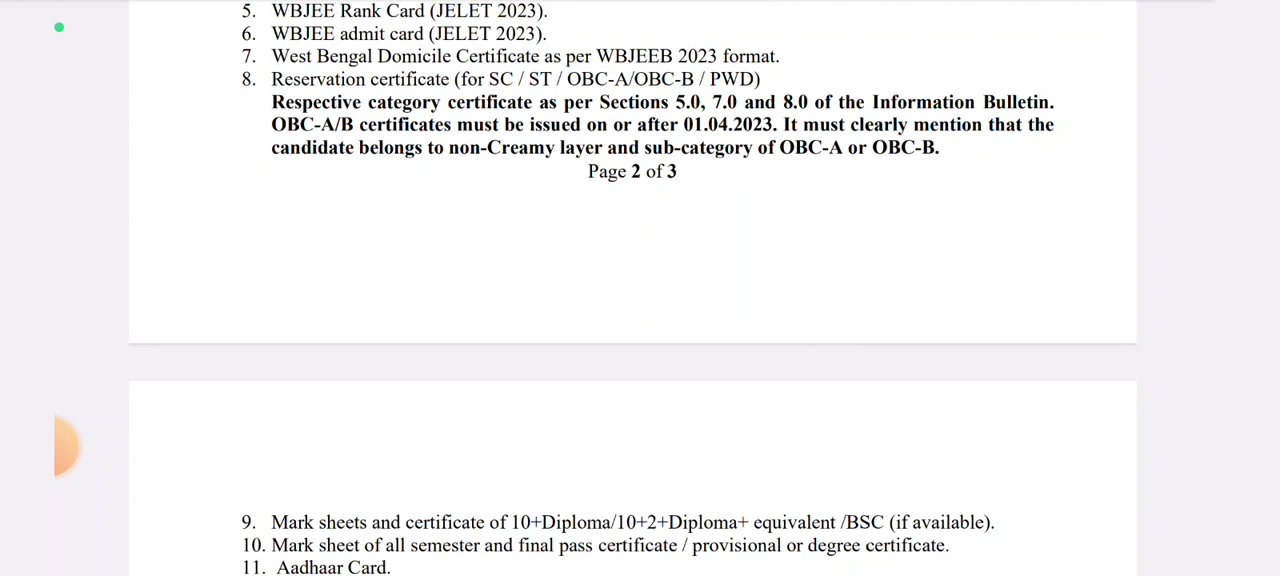 5. WBJEE Rank Card (JELET 2023).
6. WBJEE admit card (JELET 2023).
7. West Bengal Domicile Certificate as per WBJEEB 2023 format.
8. Reservation certificate (for SC / ST / OBC-A/OBC-B / PWD)
Respective category certificate as per Sections 5.0, 7.0 and 8.0 of the Information Bulletin.
OBC-A/B certificates must be issued on or after 01.04.2023. It must clearly mention that the
candidate belongs to non-Creamy layer and sub-category of OBC-A or OBC-B.
Page 2 of 3
9. Mark sheets and certificate of 10+Diploma/10+2+Diploma+ equivalent /BSC (if available).
10. Mark sheet of all semester and final pass certificate / provisional or degree certificate.
11. Aadhaar Card.